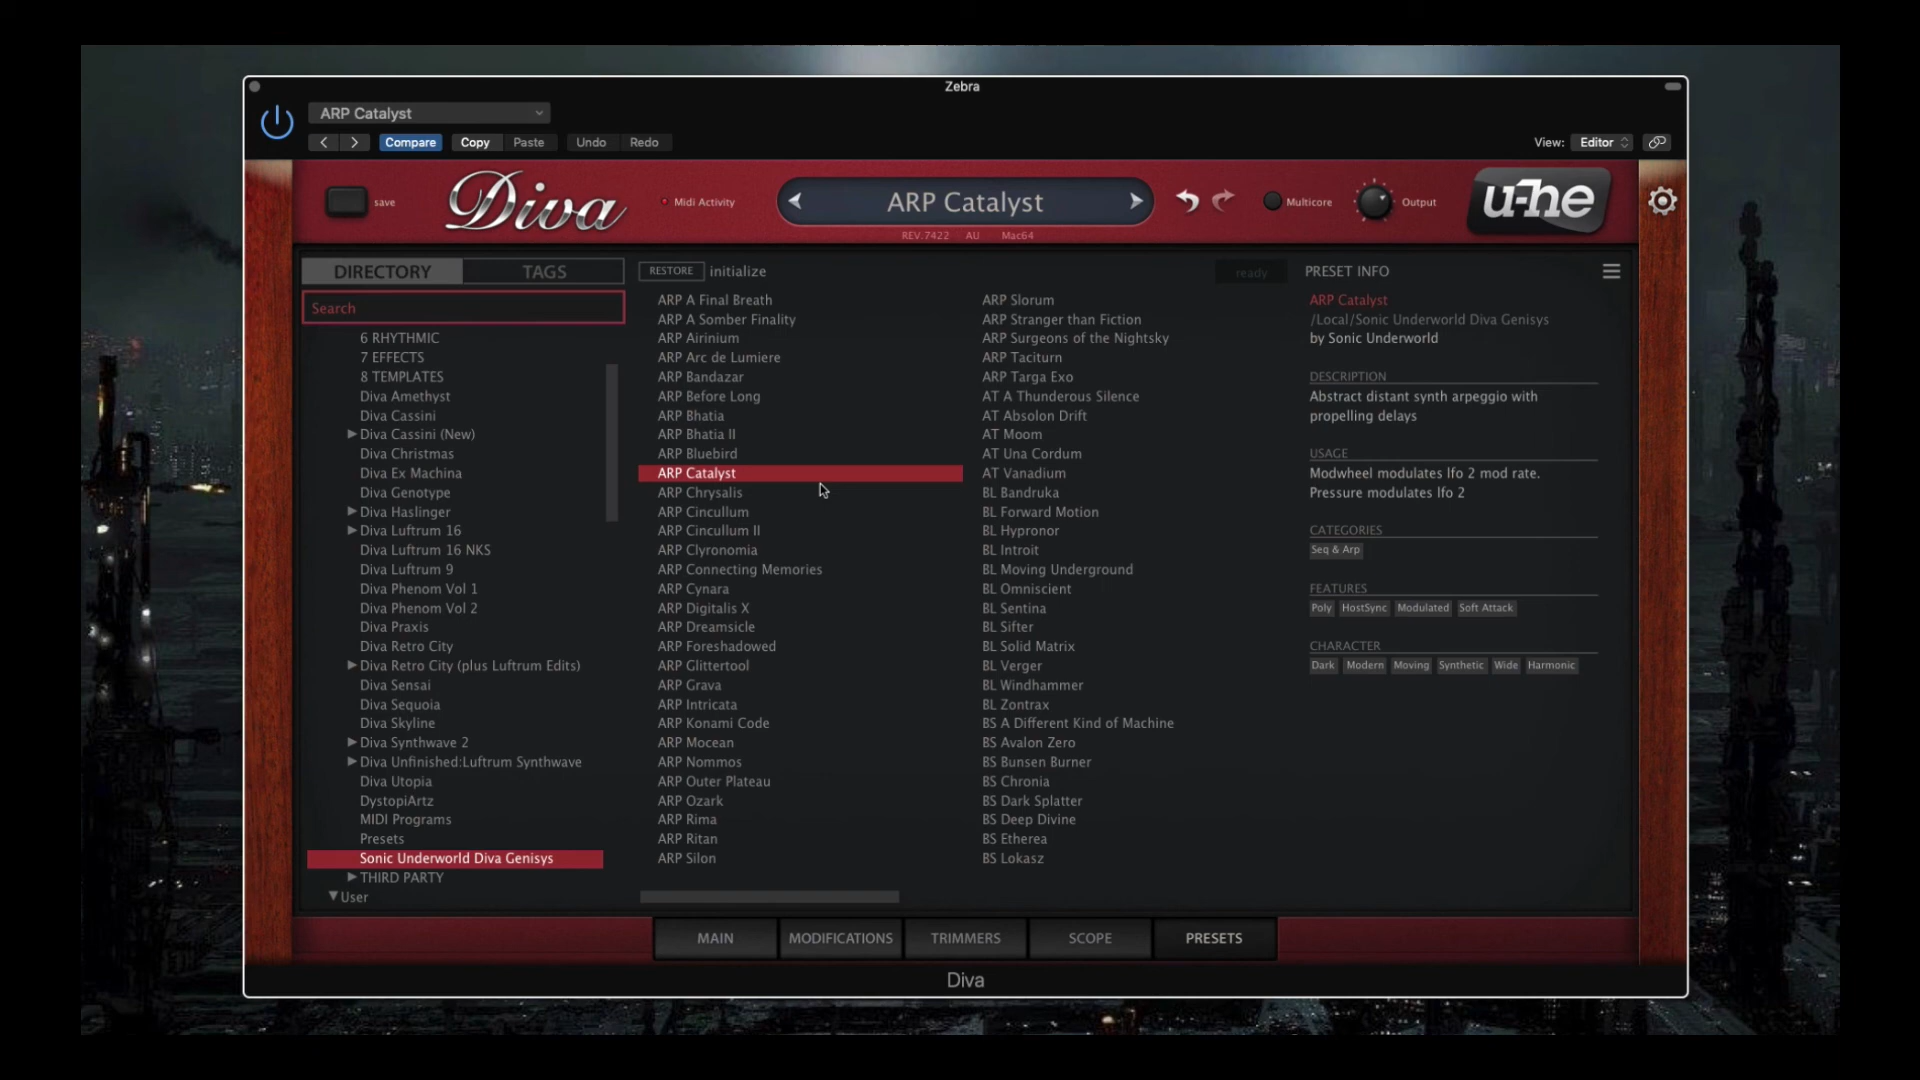 Zebra
ARP Catalyst
Compare Copy Paste Undo Redo
View: Editor
save
Diva
Midi Activity
ARP Catalyst
REV.7422 AU Mac64
Multicore
Output
u-he
DIRECTORY TAGS
Search
6 RHYTHMIC
7 EFFECTS
8 TEMPLATES
Diva Amethyst
Diva Cassini
Diva Cassini (New)
Diva Christmas
Diva Ex Machina
Diva Genotype
Diva Haslinger
Diva Luftrum 16
Diva Luftrum 16 NKS
Diva Luftrum 9
Diva Phenom Vol 1
Diva Phenom Vol 2
Diva Praxis
Diva Retro City
Diva Retro City (plus Luftrum Edits)
Diva Sensai
Diva Sequoia
Diva Skyline
Diva Synthwave 2
Diva Unfinished:Luftrum Synthwave
Diva Utopia
DystopiArtz
MIDI Programs
Presets
Sonic Underworld Diva Genisys
THIRD PARTY
User
RESTORE initialize
ready
ARP A Final Breath
ARP A Somber Finality
ARP Airinium
ARP Arc de Lumiere
ARP Bandazar
ARP Before Long
ARP Bhatia
ARP Bhatia II
ARP Bluebird
ARP Catalyst
ARP Chrysalis
ARP Cincullum
ARP Cincullum II
ARP Clyronomia
ARP Connecting Memories
ARP Cynara
ARP Digitalis X
ARP Dreamsicle
ARP Foreshadowed
ARP Glittertool
ARP Grava
ARP Intricata
ARP Konami Code
ARP Mocean
ARP Nommos
ARP Outer Plateau
ARP Ozark
ARP Rima
ARP Ritan
ARP Silon
ARP Slorum
ARP Stranger than Fiction
ARP Surgeons of the Nightsky
ARP Taciturn
ARP Targa Exo
AT A Thunderous Silence
AT Absolon Drift
AT Moom
AT Una Cordum
AT Vanadium
BL Bandruka
BL Forward Motion
BL Hypronor
BL Introit
BL Moving Underground
BL Omniscient
BL Sentina
BL Sifter
BL Solid Matrix
BL Verger
BL Windhammer
BL Zontrax
BS A Different Kind of Machine
BS Avalon Zero
BS Bunsen Burner
BS Chronia
BS Dark Splatter
BS Deep Divine
BS Etherea
BS Lokasz
PRESET INFO
ARP Catalyst
/Local/Sonic Underworld Diva Genisys
by Sonic Underworld
DESCRIPTION
Abstract distant synth arpeggio with
propelling delays
USAGE
Modwheel modulates lfo 2 mod rate.
Pressure modulates lfo 2
CATEGORIES
Seq & Arp
FEATURES
Poly HostSync Modulated Soft Attack
CHARACTER
Dark Modern Moving Synthetic Wide Harmonic
MAIN MODIFICATIONS TRIMMERS SCOPE PRESETS
Diva